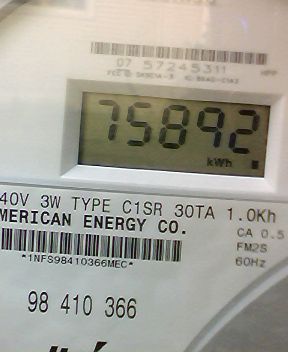 07 57245311
HPP
75892
kWh
40V 3W TYPE C1SR 30TA 1.0Kh
MERICAN ENERGY CO.
CA 0.5
FM2S
60Hz
*1NFS98410366MEC*
98 410 366